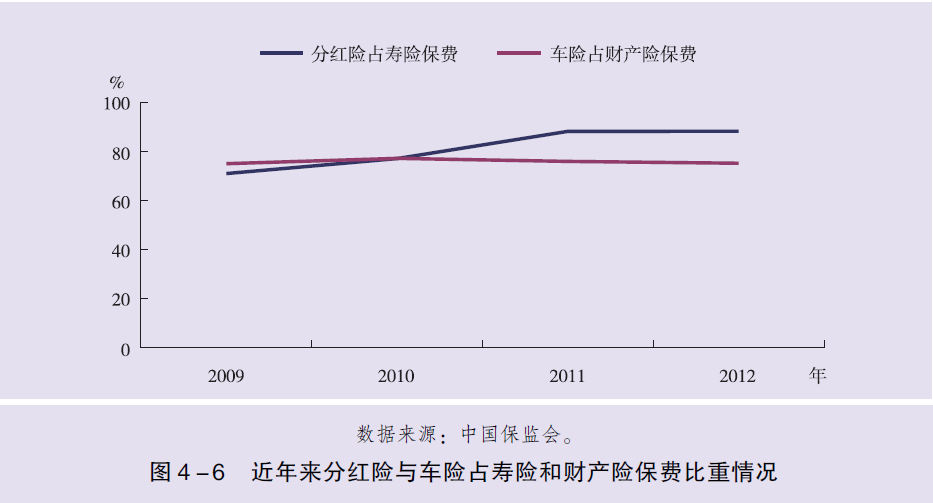 分红险占寿险保费 车险占财产险保费
%
100
80
60
40
20
0
2009 2010 2011 2012 年
数据来源：中国保监会。
图4-6 近年来分红险与车险占寿险和财产险保费比重情况